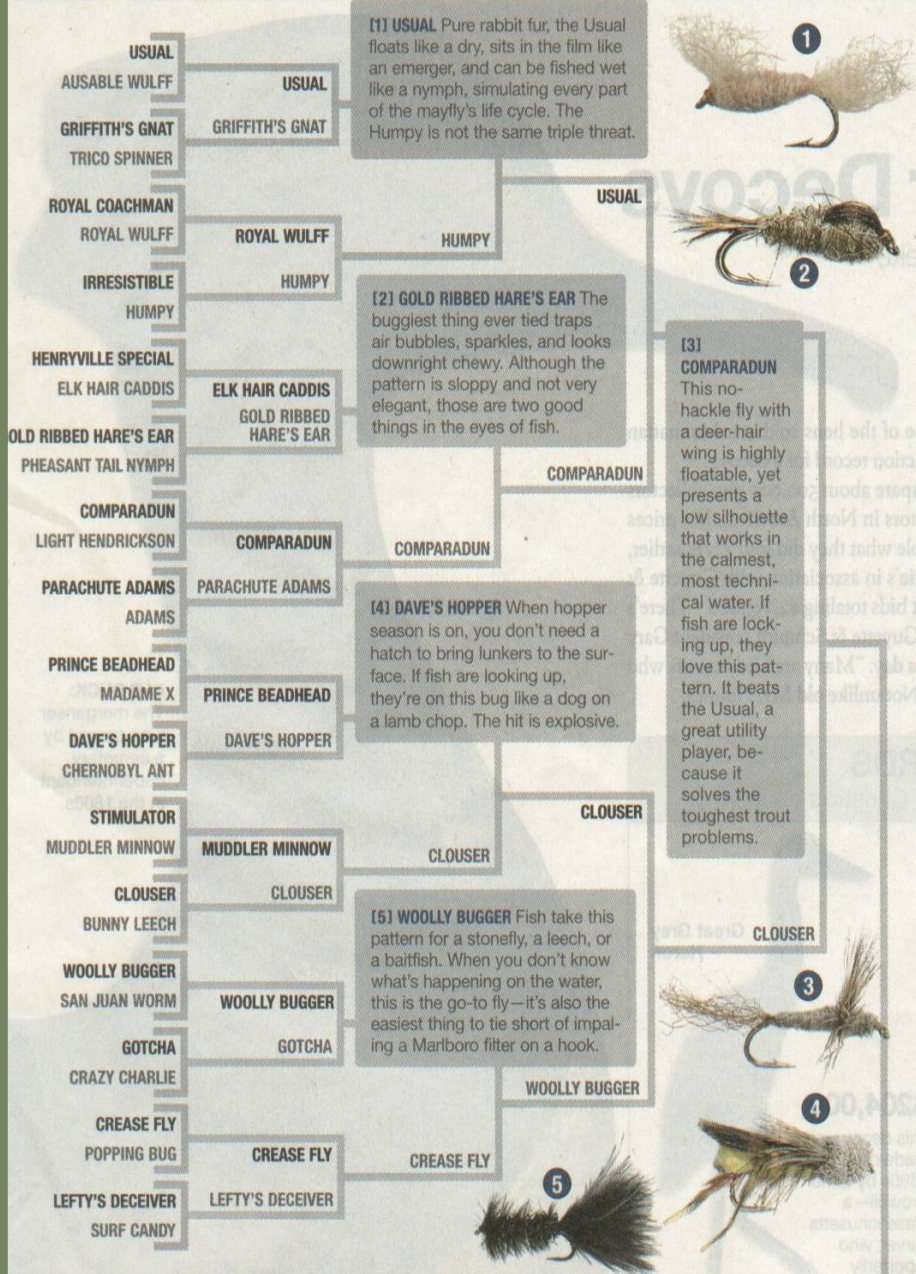 USUAL
AUSABLE WULFF
GRIFFITH'S GNAT
TRICO SPINNER
ROYAL COACHMAN
ROYAL WULFF
IRRESISTIBLE
HUMPY
HENRYVILLE SPECIAL
ELK HAIR CADDIS
OLD RIBBED HARE'S EAR
PHEASANT TAIL NYMPH
COMPARADUN
LIGHT HENDRICKSON
PARACHUTE ADAMS
ADAMS
PRINCE BEADHEAD
MADAME X
DAVE'S HOPPER
CHERNOBYL ANT
STIMULATOR
MUDDLER MINNOW
CLOUSER
BUNNY LEECH
WOOLLY BUGGER
SAN JUAN WORM
GOTCHA
CRAZY CHARLIE
CREASE FLY
POPPING BUG
LEFTY'S DECEIVER
SURF CANDY
USUAL
GRIFFITH'S GNAT
ROYAL WULFF
HUMPY
ELK HAIR CADDIS
GOLD RIBBED
HARE'S EAR
COMPARADUN
PARACHUTE ADAMS
PRINCE BEADHEAD
DAVE'S HOPPER
MUDDLER MINNOW
CLOUSER
WOOLLY BUGGER
GOTCHA
CREASE FLY
LEFTY'S DECEIVER
[1] USUAL Pure rabbit fur, the Usual
floats like a dry, sits in the film like
an emerger, and can be fished wet
like a nymph, simulating every part
of the mayfly's life cycle. The
Humpy is not the same triple threat.
HUMPY
[2] GOLD RIBBED HARE'S EAR The
buggiest thing ever tied traps
air bubbles, sparkles, and looks
downright chewy. Although the
pattern is sloppy and not very
elegant, those are two good
things in the eyes of fish.
COMPARADUN
[4] DAVE'S HOPPER When hopper
season is on, you don't need a
hatch to bring lunkers to the sur-
face. If fish are looking up,
they're on this bug like a dog on
a lamb chop. The hit is explosive.
CLOUSER
[5] WOOLLY BUGGER Fish take this
pattern for a stonefly, a leech, or
a baitfish. When you don't know
what's happening on the water,
this is the go-to fly—it's also the
easiest thing to tie short of impal-
ing a Marlboro filter on a hook.
CREASE FLY
USUAL
COMPARADUN
CLOUSER
WOOLLY BUGGER
[3]
COMPARADUN
This no-
hackle fly with
a deer-hair
wing is highly
floatable, yet
presents a
low silhouette
that works in
the calmest,
most techni-
cal water. If
fish are lock-
ing up, they
love this pat-
tern. It beats
the Usual, a
great utility
player, be-
cause it
solves the
toughest trout
problems.
CLOUSER
1
2
3
4
5